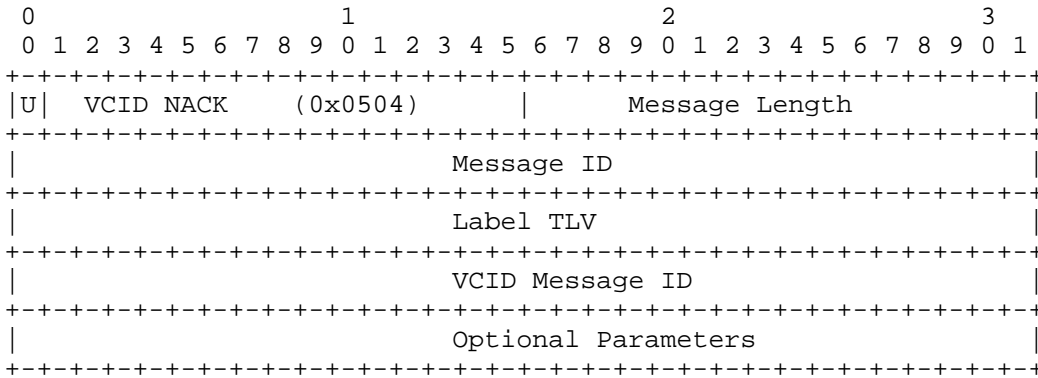 0                   1                   2                   3
 0 1 2 3 4 5 6 7 8 9 0 1 2 3 4 5 6 7 8 9 0 1 2 3 4 5 6 7 8 9 0 1
+-+-+-+-+-+-+-+-+-+-+-+-+-+-+-+-+-+-+-+-+-+-+-+-+-+-+-+-+-+-+-+-+
|U|  VCID NACK    (0x0504)      |      Message Length           |
+-+-+-+-+-+-+-+-+-+-+-+-+-+-+-+-+-+-+-+-+-+-+-+-+-+-+-+-+-+-+-+-+
|                           Message ID                          |
+-+-+-+-+-+-+-+-+-+-+-+-+-+-+-+-+-+-+-+-+-+-+-+-+-+-+-+-+-+-+-+-+
|                           Label TLV                           |
+-+-+-+-+-+-+-+-+-+-+-+-+-+-+-+-+-+-+-+-+-+-+-+-+-+-+-+-+-+-+-+-+
|                           VCID Message ID                     |
+-+-+-+-+-+-+-+-+-+-+-+-+-+-+-+-+-+-+-+-+-+-+-+-+-+-+-+-+-+-+-+-+
|                           Optional Parameters                 |
+-+-+-+-+-+-+-+-+-+-+-+-+-+-+-+-+-+-+-+-+-+-+-+-+-+-+-+-+-+-+-+-+